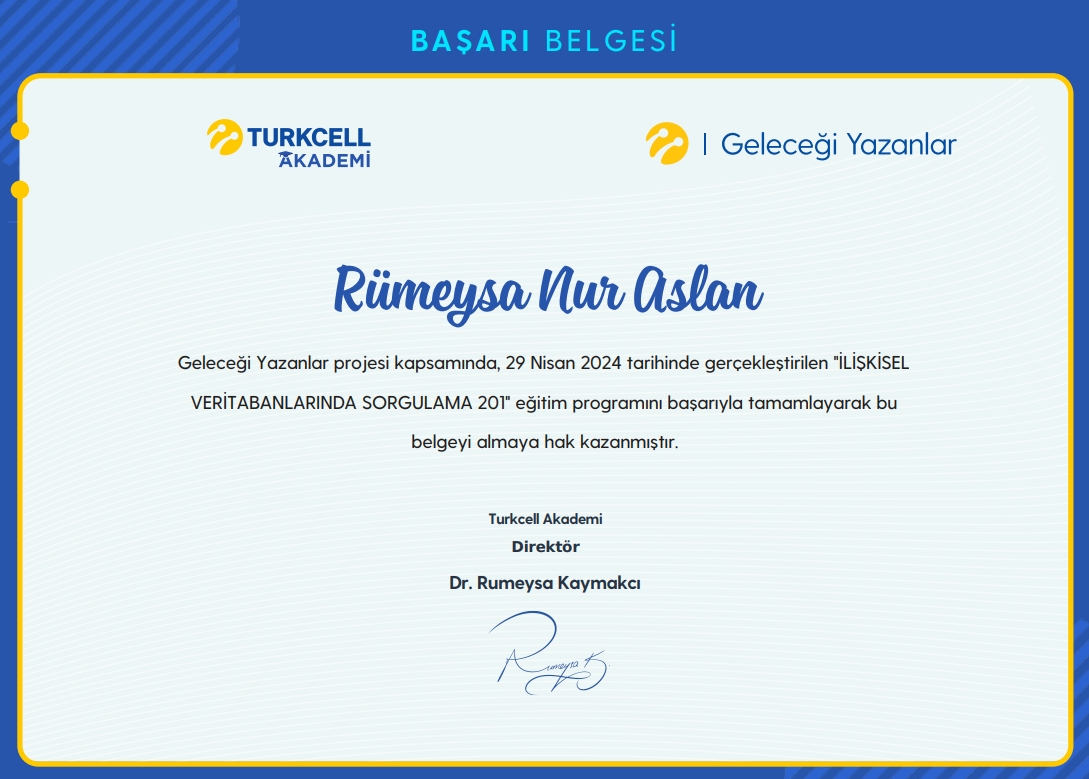 BAŞARI BELGESİ
TURKCELL
AKADEMİ
Geleceği Yazanlar
Rümeysa Nur Aslan
Geleceği Yazanlar projesi kapsamında, 29 Nisan 2024 tarihinde gerçekleştirilen "İLİŞKİSEL
VERİTABANLARINDA SORGULAMA 201" eğitim programını başarıyla tamamlayarak bu
belgeyi almaya hak kazanmıştır.
Turkcell Akademi
Direktör
Dr. Rumeysa Kaymakcı
Rumeysa K